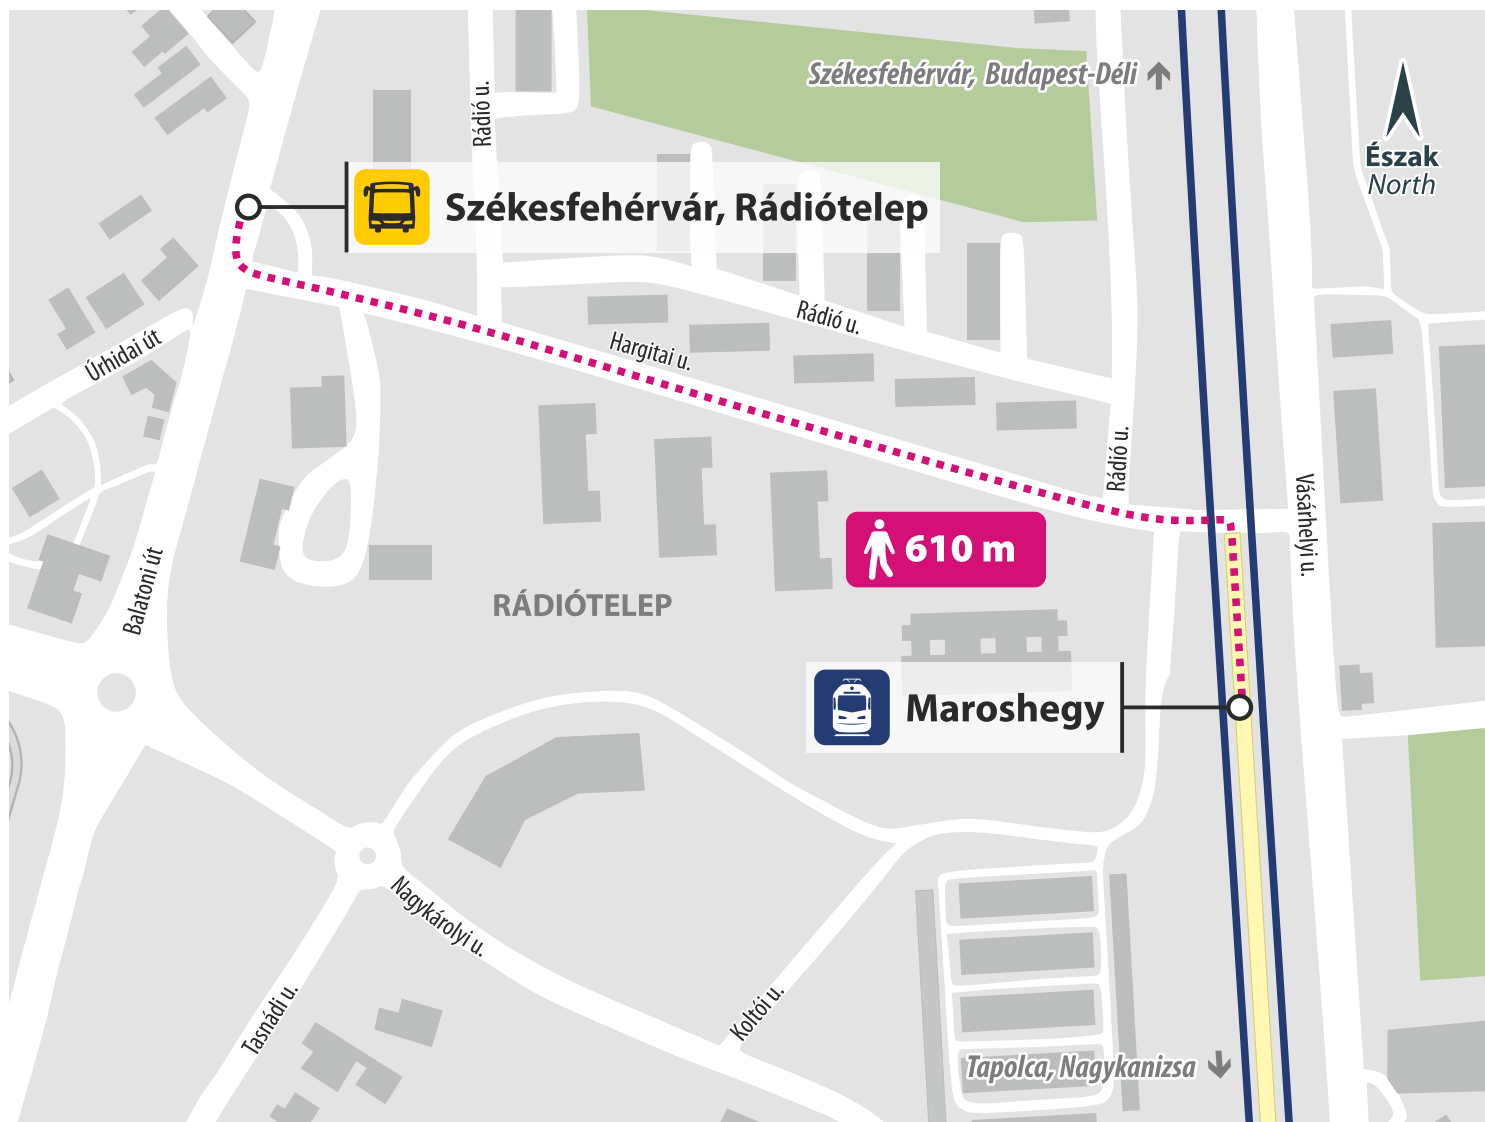 Székesfehérvár, Budapest-Déli
Rádió u.
Észak
North
Székesfehérvár, Rádiótelep
Rádió u.
Hargitai u.
Úrhidai út
Rádió u.
Vásárhelyi u.
610 m
Balatoni út
RÁDIÓTELEP
Maroshegy
Nagykárolyi u.
Tasnádi u.
Koltói u.
Tapolca, Nagykanizsa